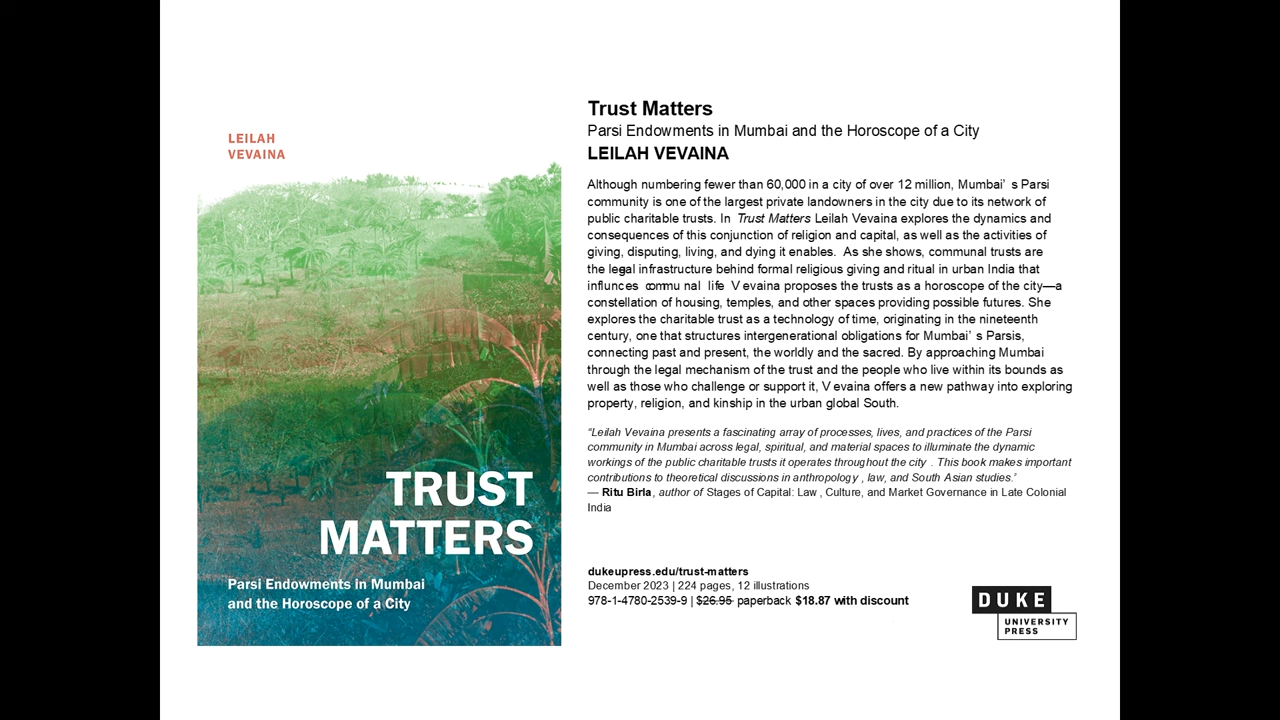 LEILAH
VEVAINA
TRUST
MATTERS
Parsi Endowments in Mumbai
and the Horoscope of a City
Trust Matters
Parsi Endowments in Mumbai and the Horoscope of a City
LEILAH VEVAINA
Although numbering fewer than 60,000 in a city of over 12 million, Mumbai’ s Parsi
community is one of the largest private landowners in the city due to its network of
public charitable trusts. In Trust Matters Leilah Vevaina explores the dynamics and
consequences of this conjunction of religion and capital, as well as the activities of
giving, disputing, living, and dying it enables. As she shows, communal trusts are
the legal infrastructure behind formal religious giving and ritual in urban India that
influnces commu nal life V evaina proposes the trusts as a horoscope of the city—a
constellation of housing, temples, and other spaces providing possible futures. She
explores the charitable trust as a technology of time, originating in the nineteenth
century, one that structures intergenerational obligations for Mumbai’ s Parsis,
connecting past and present, the worldly and the sacred. By approaching Mumbai
through the legal mechanism of the trust and the people who live within its bounds as
well as those who challenge or support it, V evaina offers a new pathway into exploring
property, religion, and kinship in the urban global South.
“Leilah Vevaina presents a fascinating array of processes, lives, and practices of the Parsi
community in Mumbai across legal, spiritual, and material spaces to illuminate the dynamic
workings of the public charitable trusts it operates throughout the city . This book makes important
contributions to theoretical discussions in anthropology , law, and South Asian studies.”
— Ritu Birla, author of Stages of Capital: Law , Culture, and Market Governance in Late Colonial
India
dukeupress.edu/trust-matters
December 2023 | 224 pages, 12 illustrations
978-1-4780-2539-9 | $26.95 paperback $18.87 with discount
DUKE
UNIVERSITY
PRESS